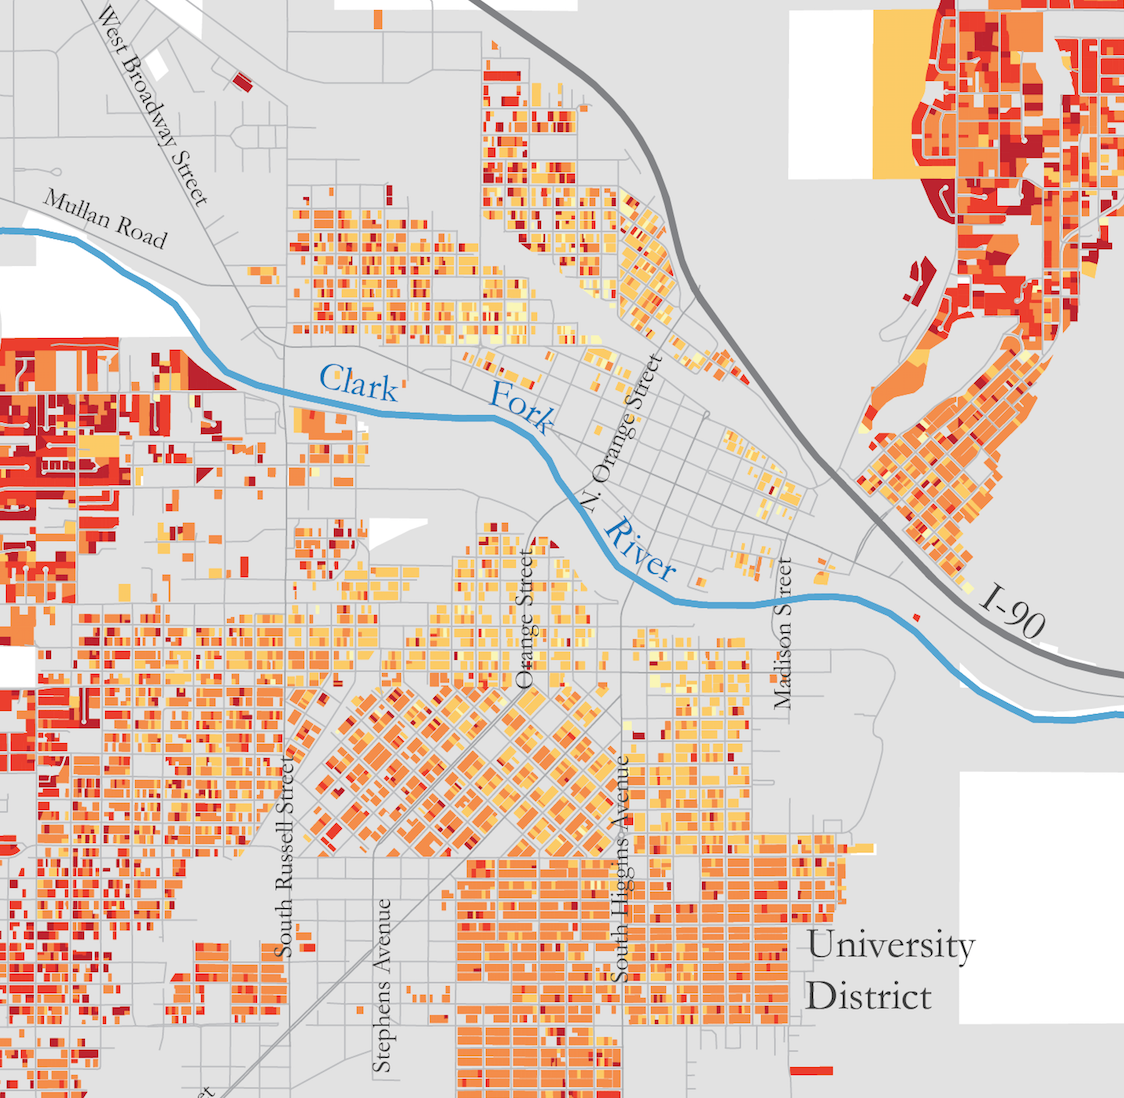 West Broadway Street
Mullan Road
Clark
Fork
River
N. Orange Street
Orange Street
Madison Street
I-90
South Russell Street
South Higgins Avenue
Stephens Avenue
University
District
et